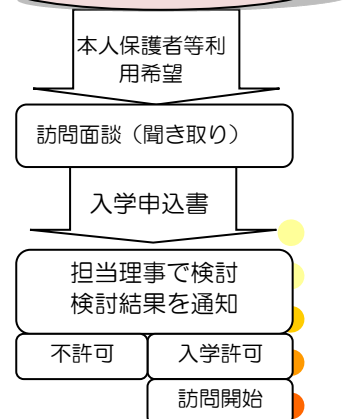 本人保護者等利
用希望
訪問面談（聞き取り）
入学申込書
担当理事で検討
検討結果を通知
不許可
入学許可
訪問開始